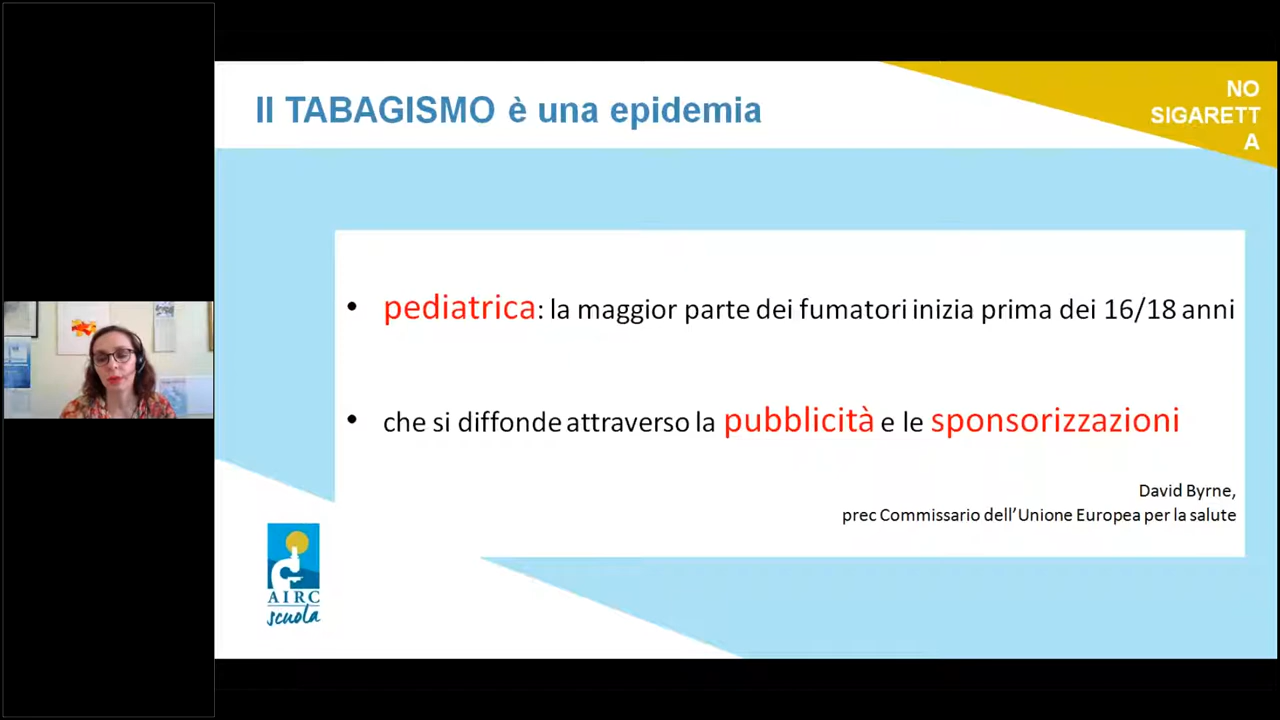 Il TABAGISMO è una epidemia
NO
SIGARETT
A
• pediatrica: la maggior parte dei fumatori inizia prima dei 16/18 anni
• che si diffonde attraverso la pubblicità e le sponsorizzazioni
David Byrne,
prec Commissario dell’Unione Europea per la salute
AIRC
scuola